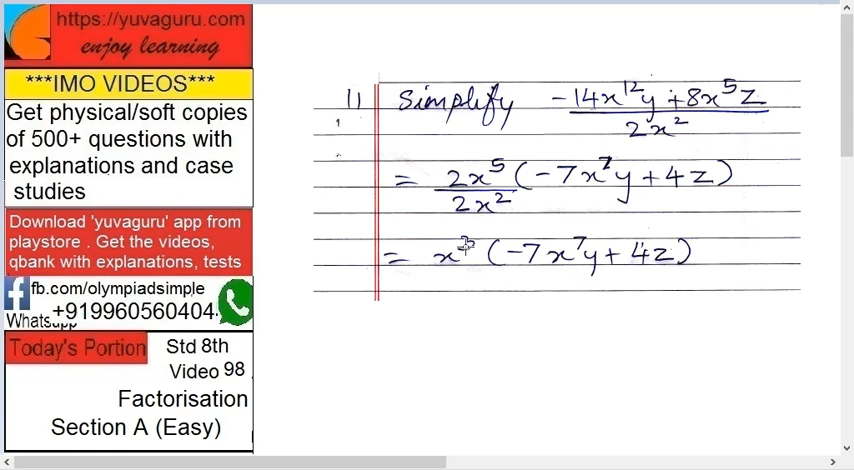 https://yuvaguru.com
enjoy learning
***IMO VIDEOS***
Get physical/soft copies
of 500+ questions with
explanations and case
studies
Download 'yuvaguru' app from
playstore . Get the videos,
qbank with explanations, tests
fb.com/olympiadsimple
Whatsupp +919960560404
Today's Portion
Std 8th
Video 98
Factorisation
Section A (Easy)
11 Simplify (-14x¹²y + 8x⁵z) / 2x²
= 2x⁵/2x² (-7x⁷y + 4z)
= x³ (-7x⁷y + 4z)